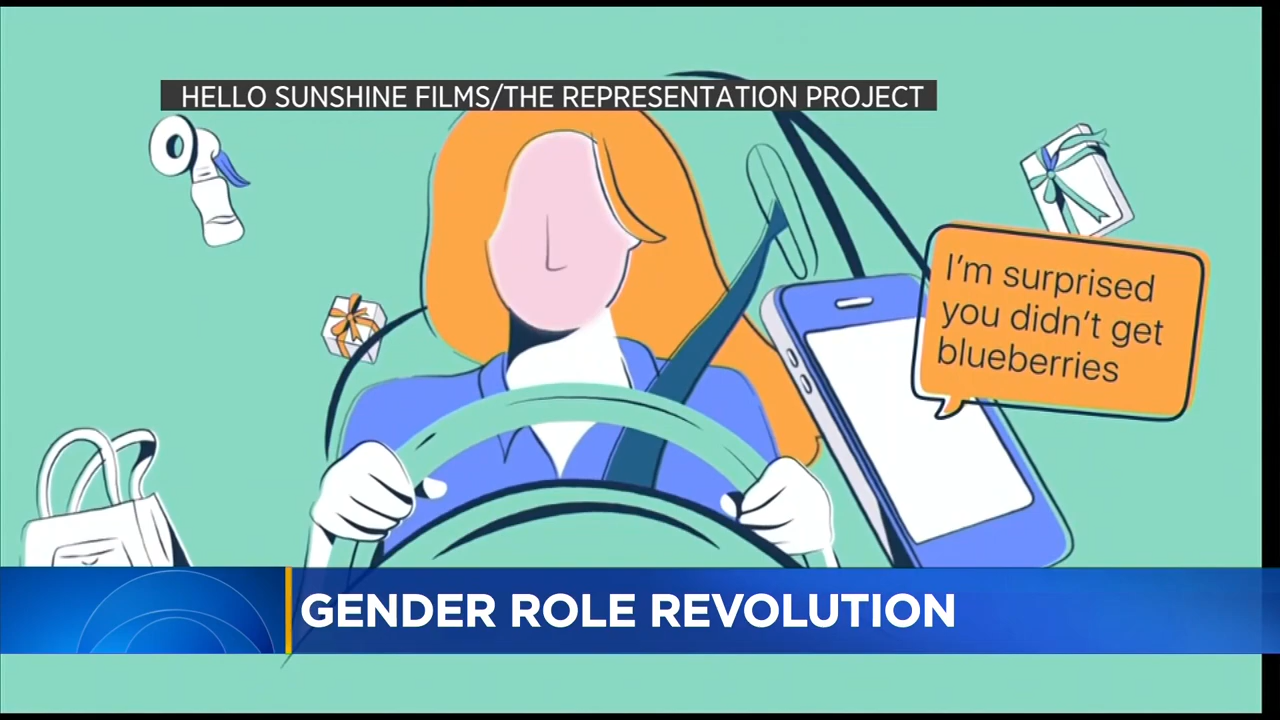 HELLO SUNSHINE FILMS/THE REPRESENTATION PROJECT
I’m surprised
you didn’t get
blueberries
GENDER ROLE REVOLUTION